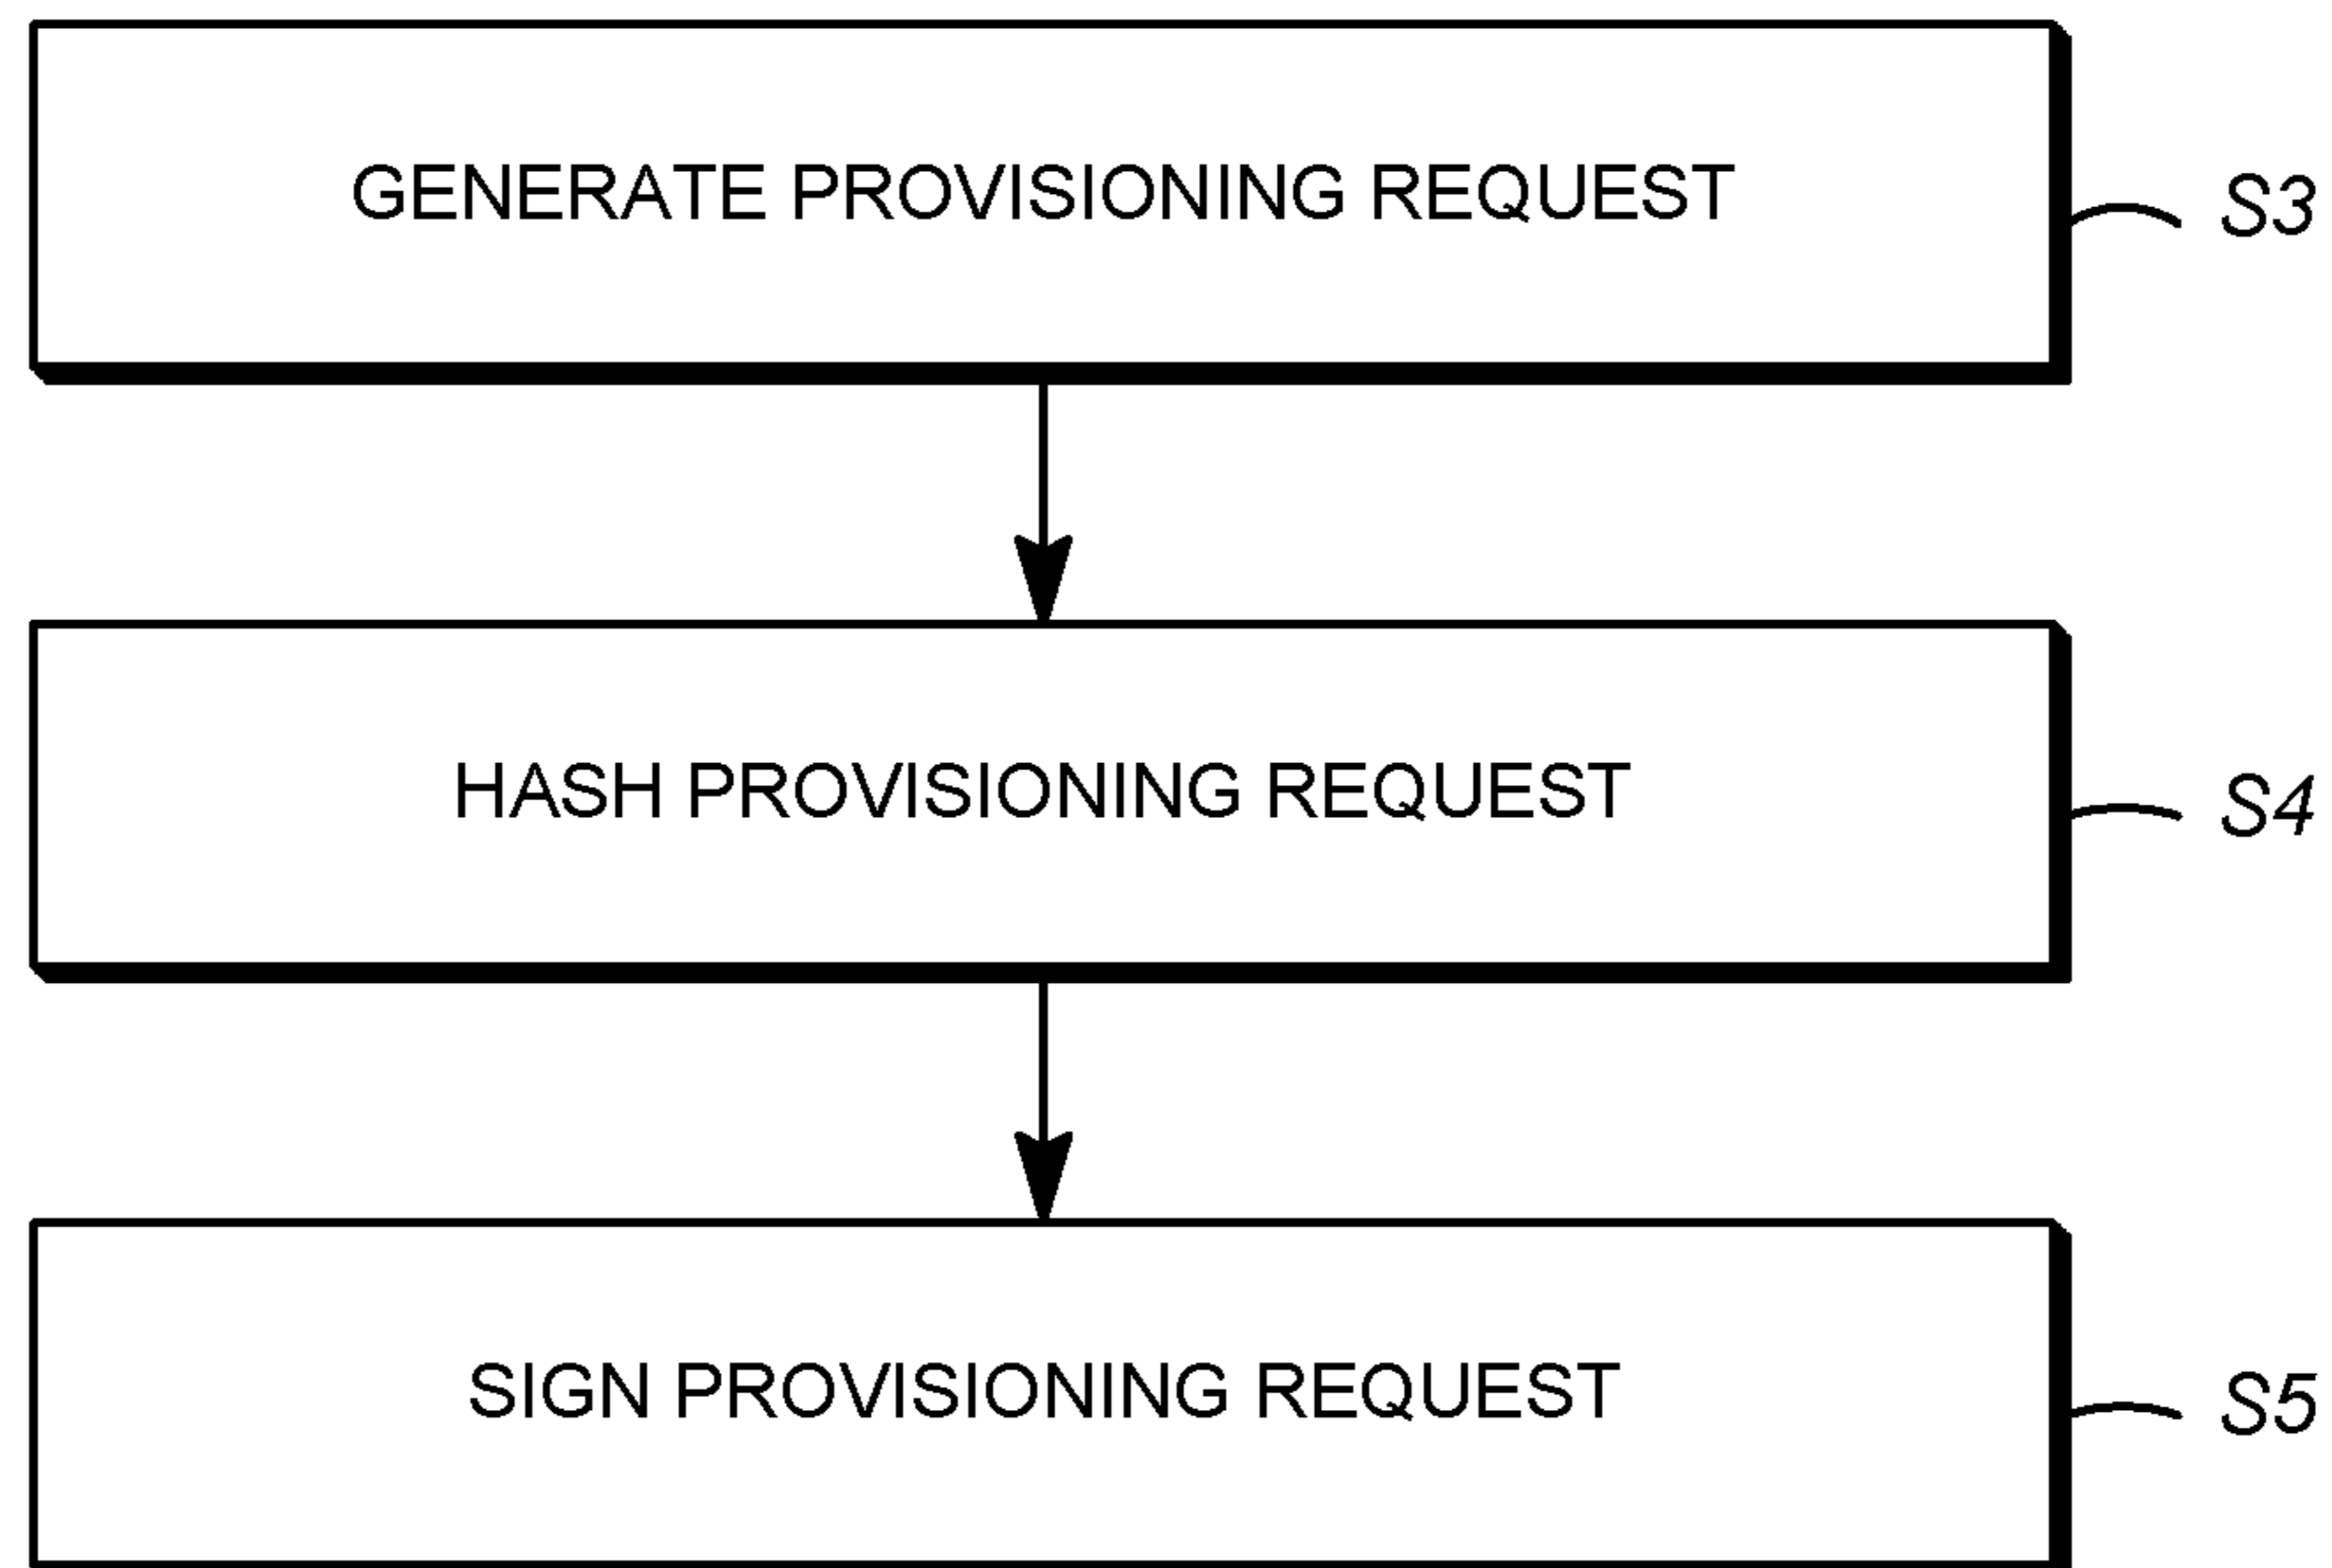 GENERATE PROVISIONING REQUEST
S3
HASH PROVISIONING REQUEST
S4
SIGN PROVISIONING REQUEST
S5